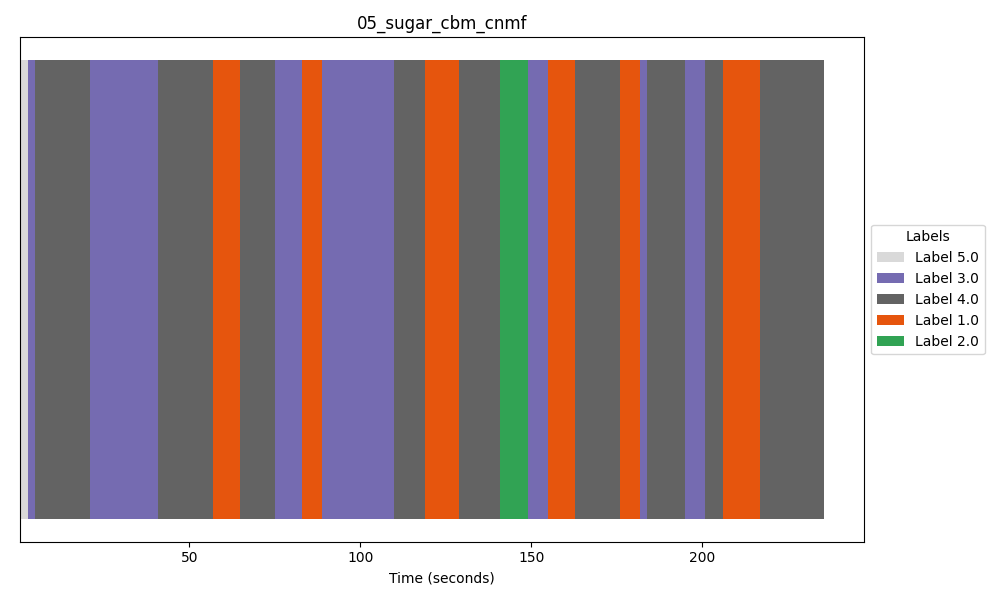 05_sugar_cbm_cnmf
Labels
Label 5.0
Label 3.0
Label 4.0
Label 1.0
Label 2.0
50 100 150 200
Time (seconds)